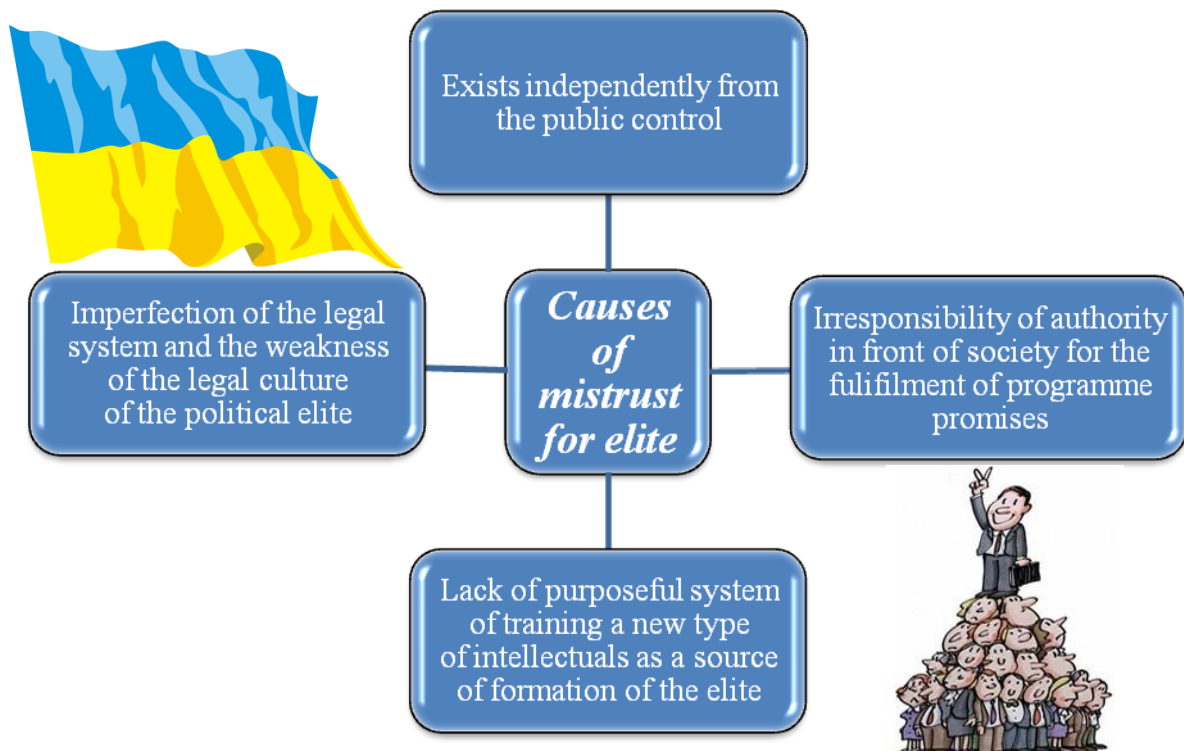 Exists independently from
the public control
Imperfection of the legal
system and the weakness
of the legal culture
of the political elite
Causes
of
mistrust
for elite
Irresponsibility of authority
in front of society for the
fulifilment of programme
promises
Lack of purposeful system
of training a new type
of intellectuals as a source
of formation of the elite